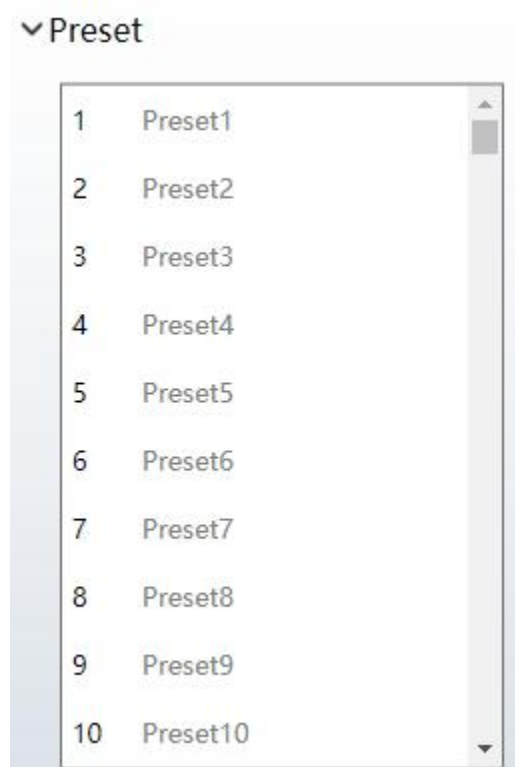 Preset
1 Preset1
2 Preset2
3 Preset3
4 Preset4
5 Preset5
6 Preset6
7 Preset7
8 Preset8
9 Preset9
10 Preset10